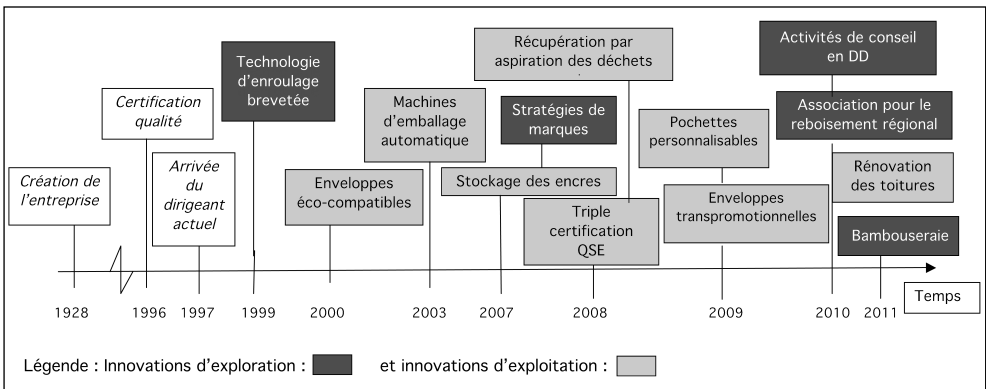 Création de
l'entreprise
Certification
qualité
Arrivée
du
dirigeant
actuel
Technologie
d'enroulage
brevetée
Enveloppes
éco-compatibles
Machines
d'emballage
automatique
Récupération par
aspiration des déchets
Stratégies de
marques
Stockage des encres
Triple
certification
QSE
Pochettes
personnalisables
Enveloppes
transpromotionnelles
Activités de conseil
en DD
Association pour le
reboisement régional
Rénovation
des toitures
Bambouseraie
Temps
1928 1996 1997 1999 2000 2003 2007 2008 2009 2010 2011
Légende : Innovations d'exploration : et innovations d'exploitation :